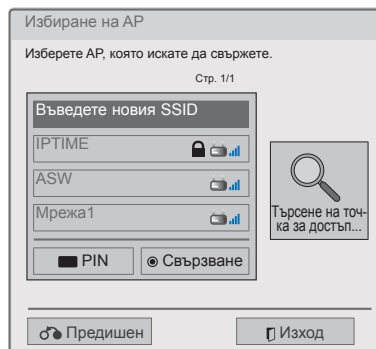 Избиране на AP
Изберете AP, която искате да свържете.
Стр. 1/1
Въведете новия SSID
IPTIME
ASW
Мрежа1
Търсене на точ-
ка за достъп...
PIN
Свързване
Предишен
Изход